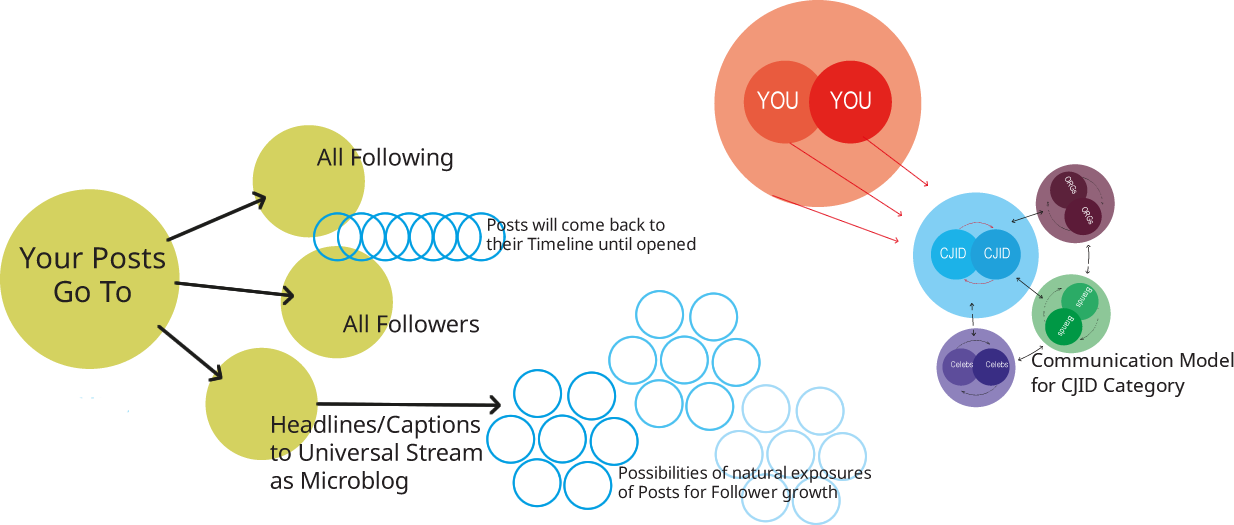 YOU
YOU
All Following
Your Posts
Go To
Posts will come back to
their Timeline until opened
All Followers
Headlines/Captions
to Universal Stream
as Microblog
Possibilities of natural exposures
of Posts for Follower growth
CJID
CJID
ORGs
ORGs
Brands
Brands
Celebs
Celebs
Communication Model
for CJID Category